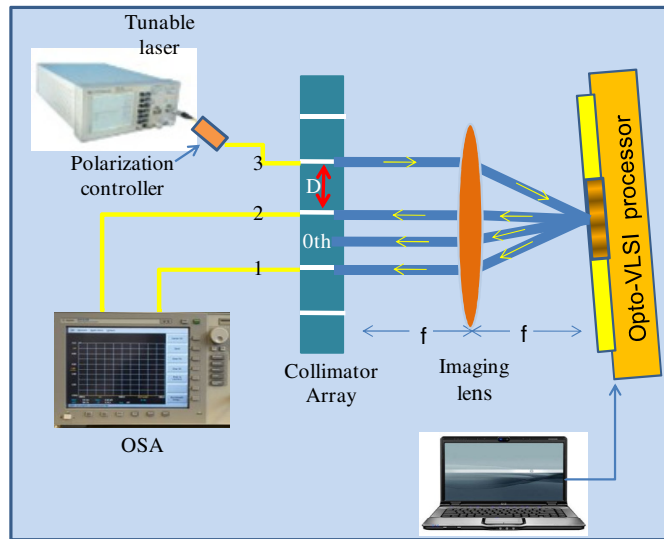 Tunable
laser
Polarization
controller
3
D
2
0th
1
f
f
Collimator
Array
Imaging
lens
Opto-VLSI processor
OSA